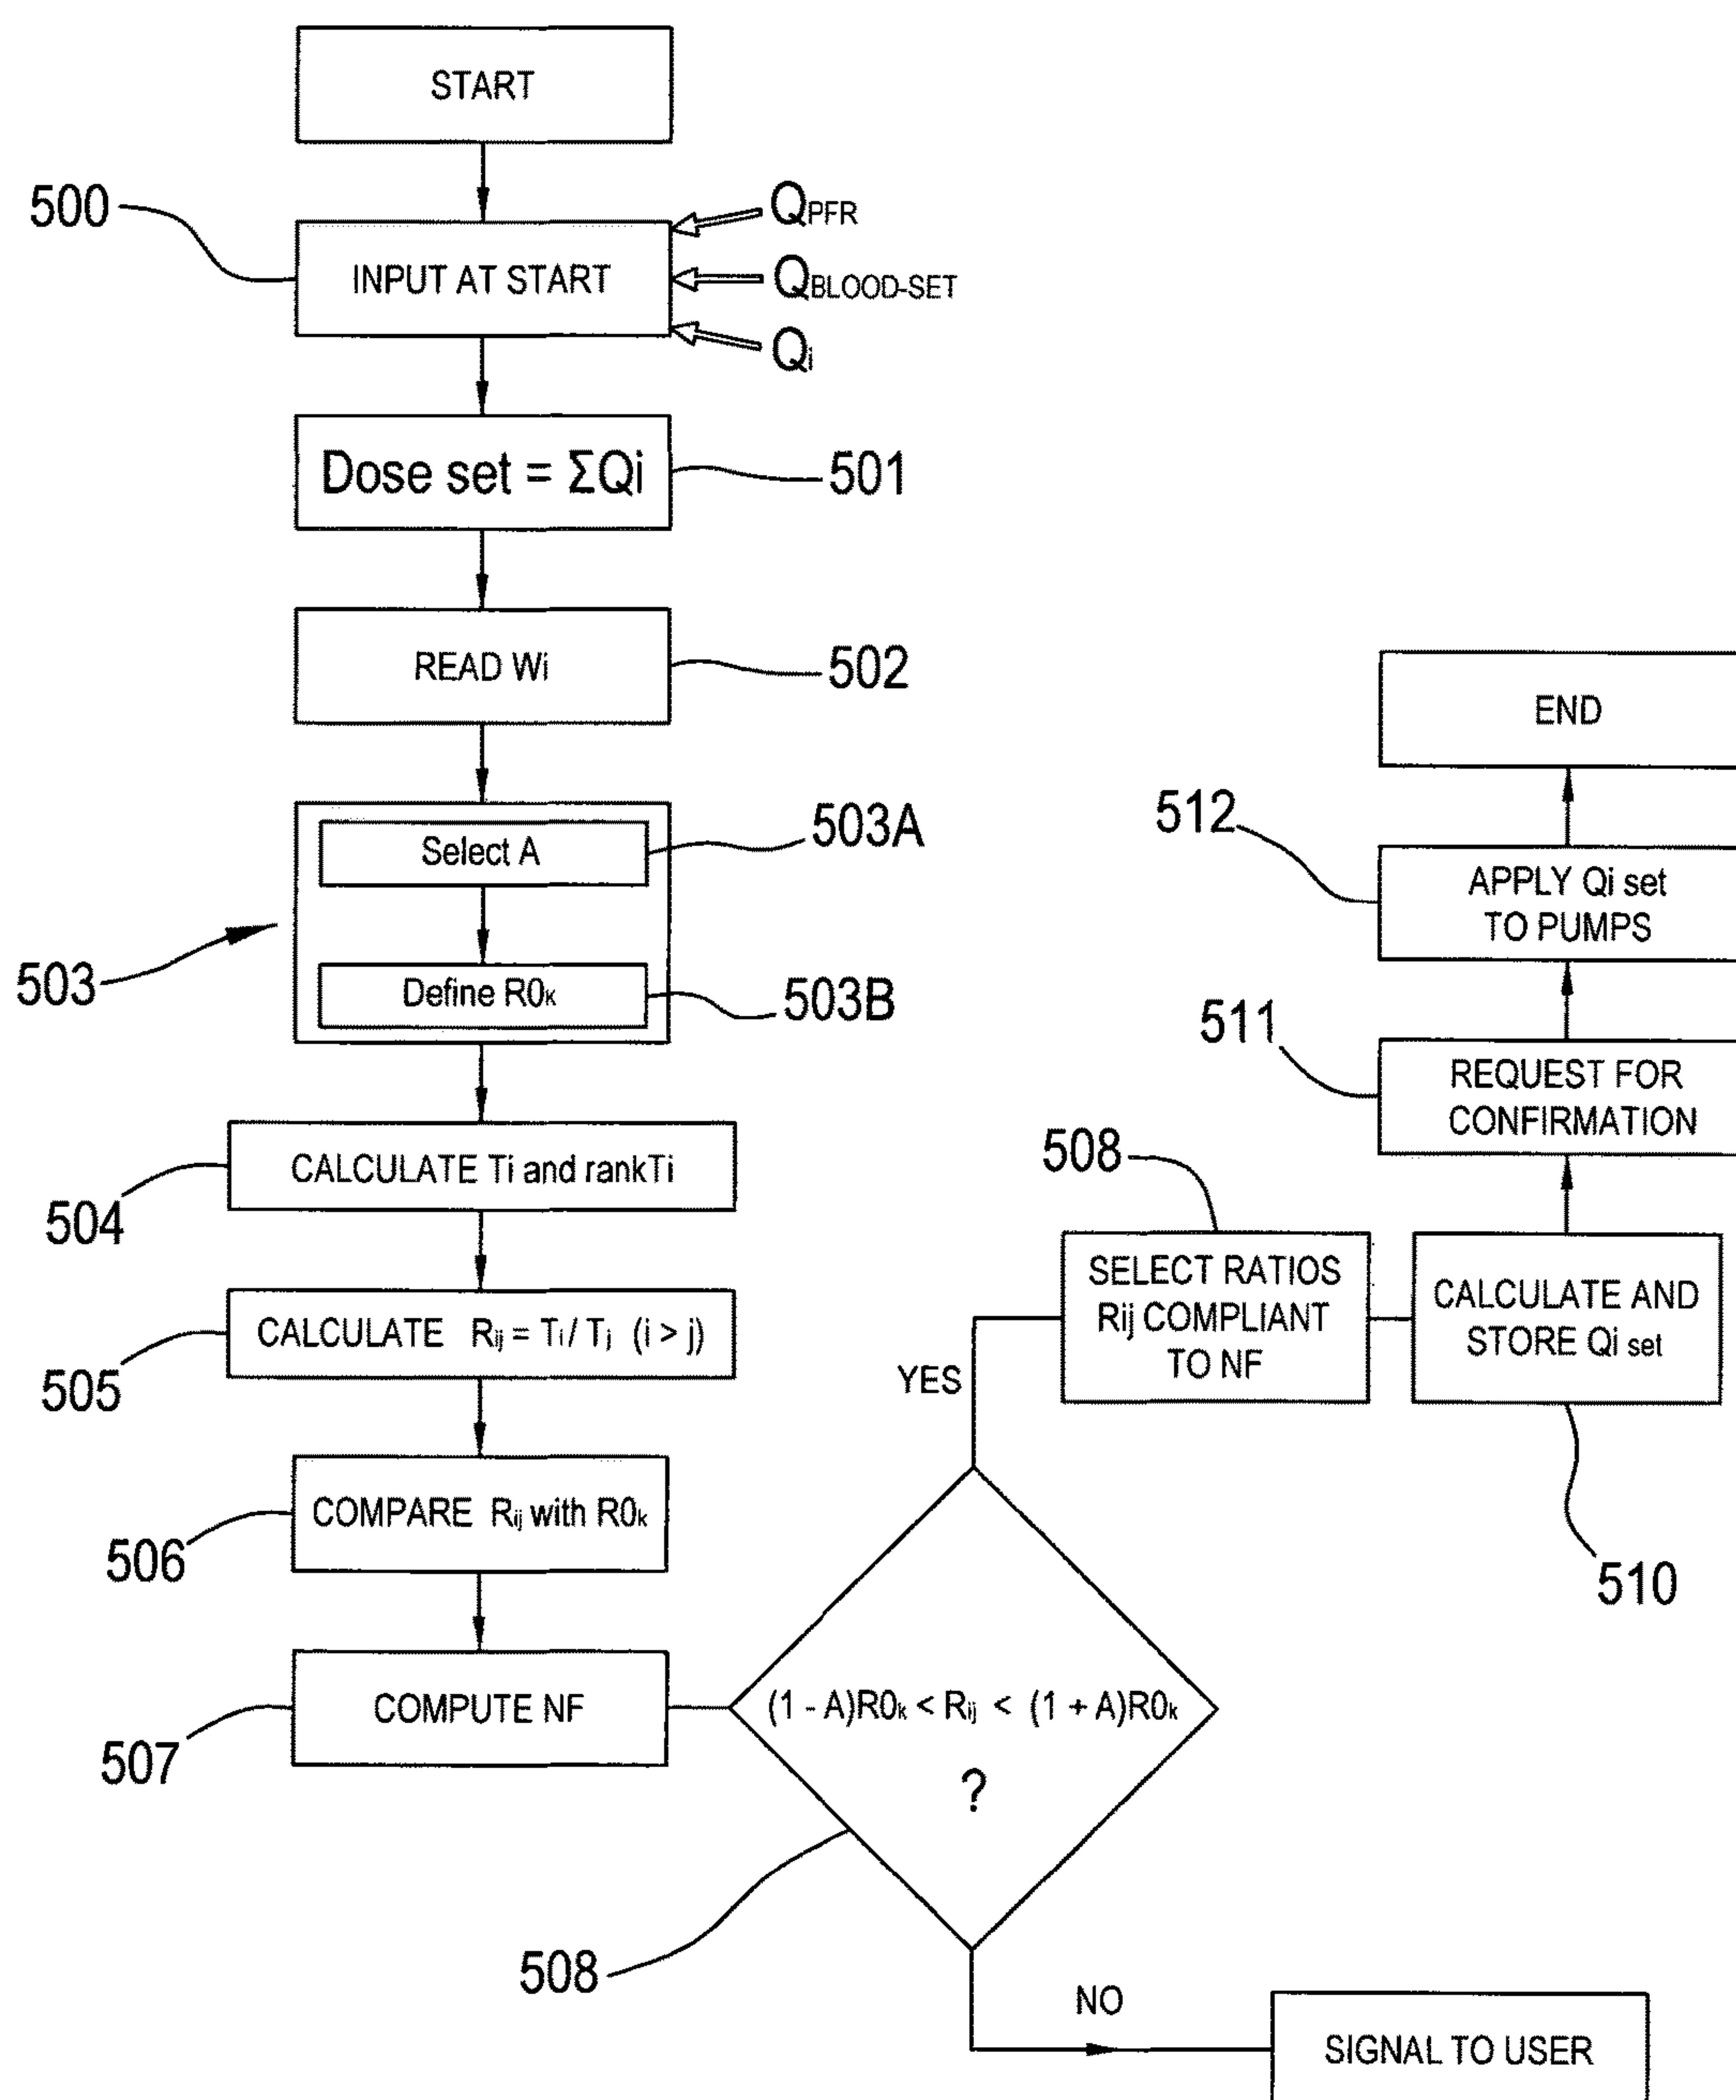 START
500
INPUT AT START
QPFR
QBLOOD-SET
Qi
Dose set = ΣQi
501
READ Wi
502
503
Select A
503A
Define R0K
503B
CALCULATE Ti and rankTi
504
CALCULATE Rij = Ti / Tj (i > j)
505
COMPARE Rij with R0k
506
COMPUTE NF
507
(1 - A)R0k < Rij < (1 + A)R0k
?
508
YES
NO
SIGNAL TO USER
508
SELECT RATIOS
Rij COMPLIANT
TO NF
CALCULATE AND
STORE Qi set
510
511
REQUEST FOR
CONFIRMATION
512
APPLY Qi set
TO PUMPS
END